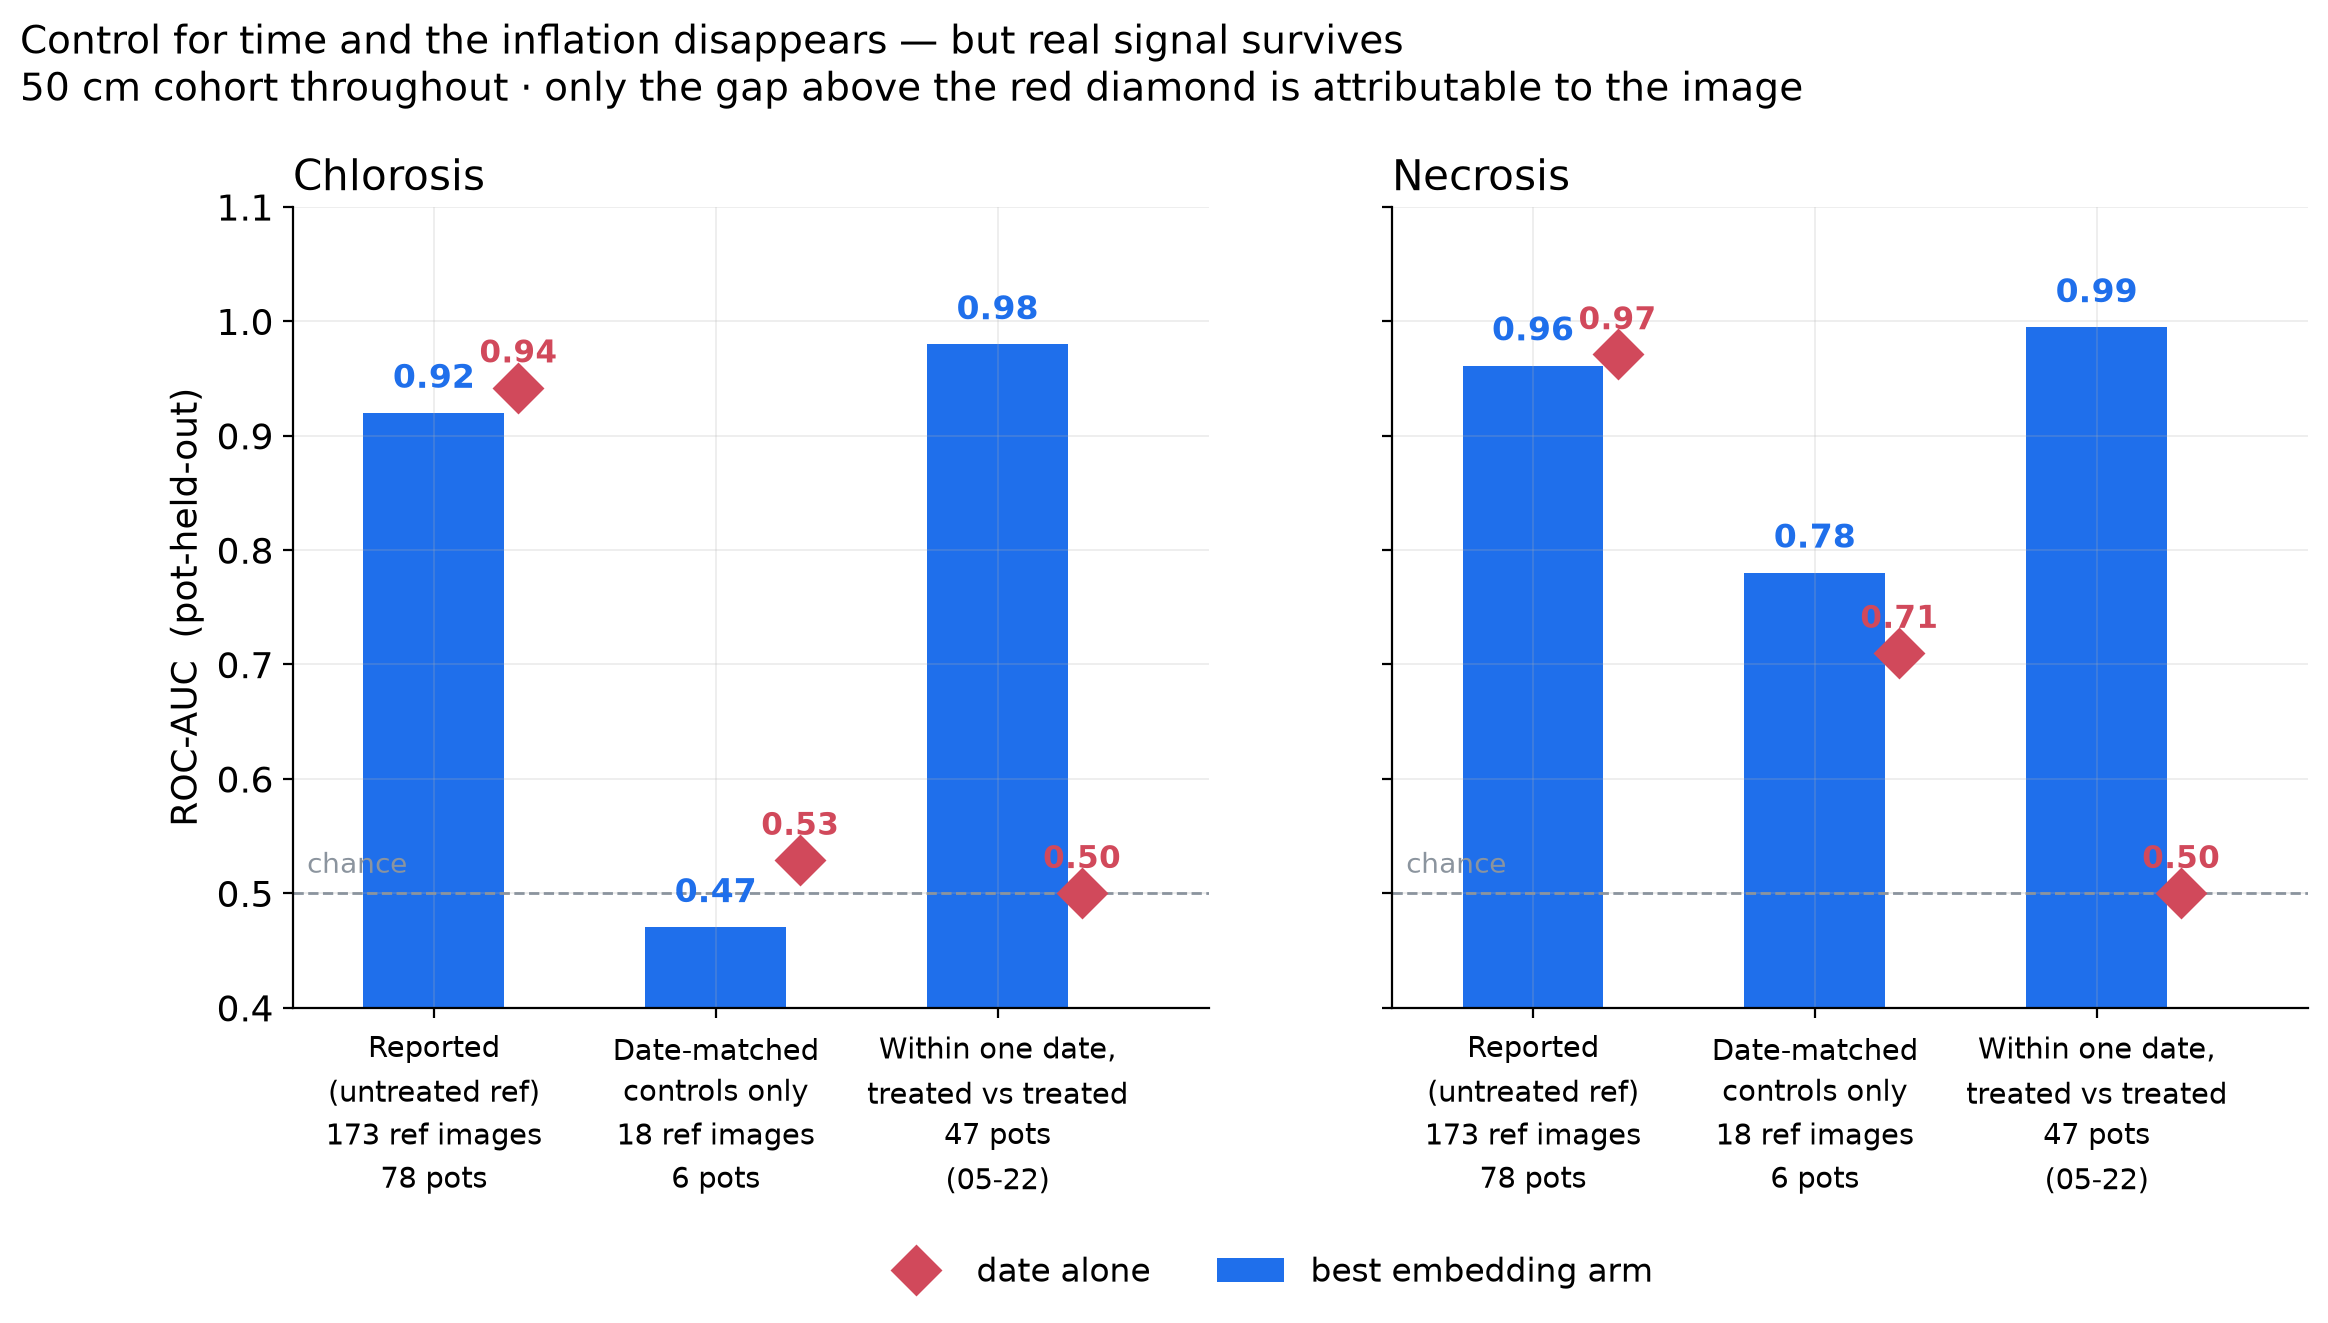 Control for time and the inflation disappears — but real signal survives
50 cm cohort throughout · only the gap above the red diamond is attributable to the image
Chlorosis
ROC-AUC (pot-held-out)
1.1
1.0
0.9
0.8
0.7
0.6
0.5
0.4
0.92
0.94
0.47
0.53
0.98
0.50
chance
Reported
(untreated ref)
173 ref images
78 pots
Date-matched
controls only
18 ref images
6 pots
Within one date,
treated vs treated
47 pots
(05-22)
Necrosis
0.96
0.97
0.78
0.71
0.99
0.50
chance
Reported
(untreated ref)
173 ref images
78 pots
Date-matched
controls only
18 ref images
6 pots
Within one date,
treated vs treated
47 pots
(05-22)
date alone
best embedding arm